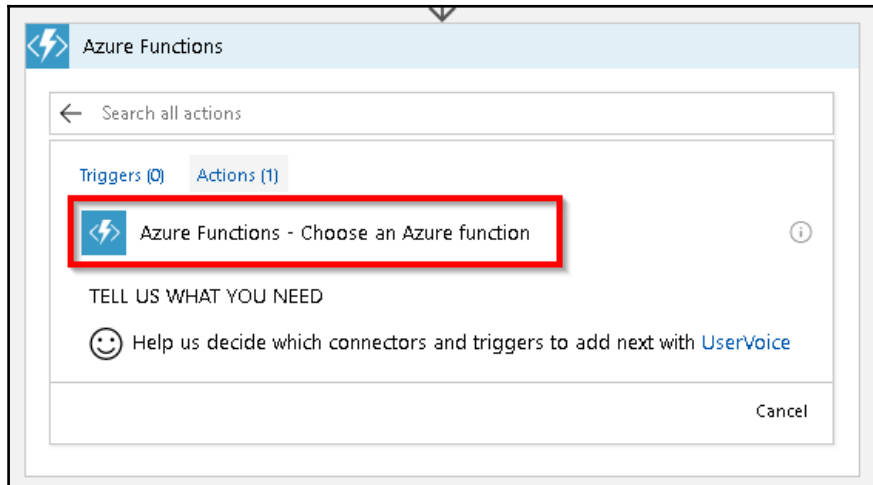 Azure Functions
Search all actions
Triggers (0) Actions (1)
Azure Functions - Choose an Azure function
TELL US WHAT YOU NEED
Help us decide which connectors and triggers to add next with UserVoice
Cancel